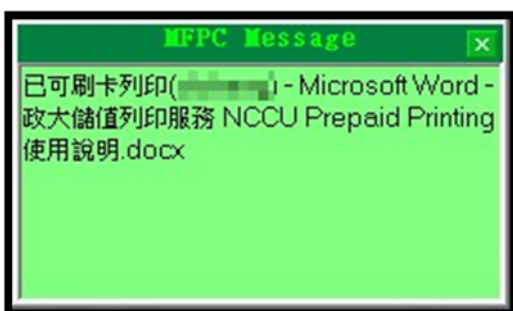 MFPC Message
已可刷卡列印( ) - Microsoft Word -
政大儲值列印服務 NCCU Prepaid Printing
使用說明.docx